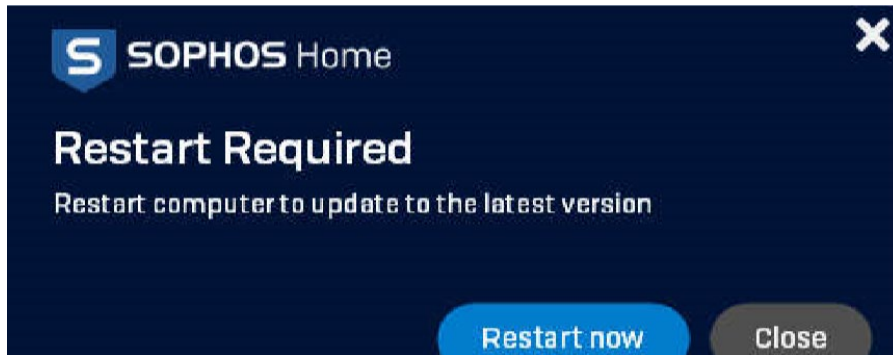 SOPHOS Home
Restart Required
Restart computer to update to the latest version
Restart now Close